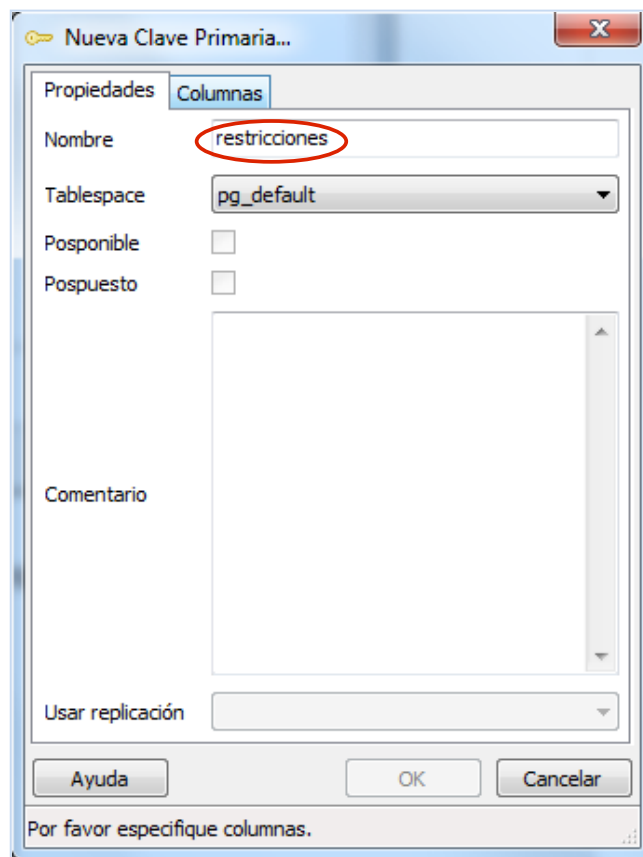 Nueva Clave Primaria...
Propiedades Columnas
Nombre restricciones
Tablespace pg_default
Posponible
Pospuesto
Comentario
Usar replicación
Ayuda OK Cancelar
Por favor especifique columnas.